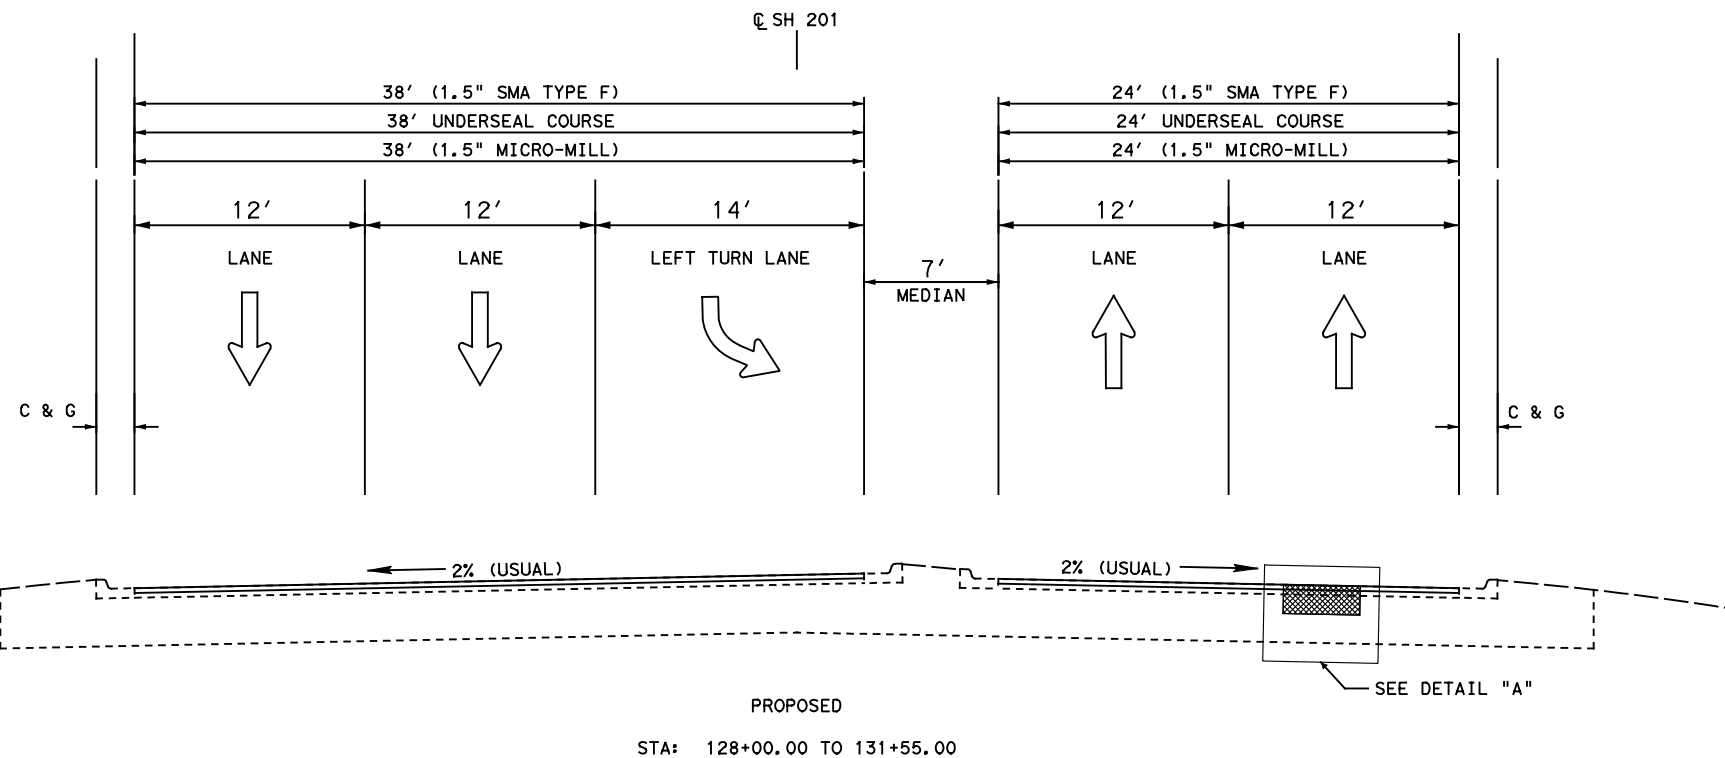 ℄ SH 201
38' (1.5" SMA TYPE F)
38' UNDERSEAL COURSE
38' (1.5" MICRO-MILL)
24' (1.5" SMA TYPE F)
24' UNDERSEAL COURSE
24' (1.5" MICRO-MILL)
12'
12'
14'
12'
12'
LANE
LANE
LEFT TURN LANE
LANE
LANE
7'
MEDIAN
C & G
C & G
2% (USUAL)
2% (USUAL)
SEE DETAIL "A"
PROPOSED
STA: 128+00.00 TO 131+55.00